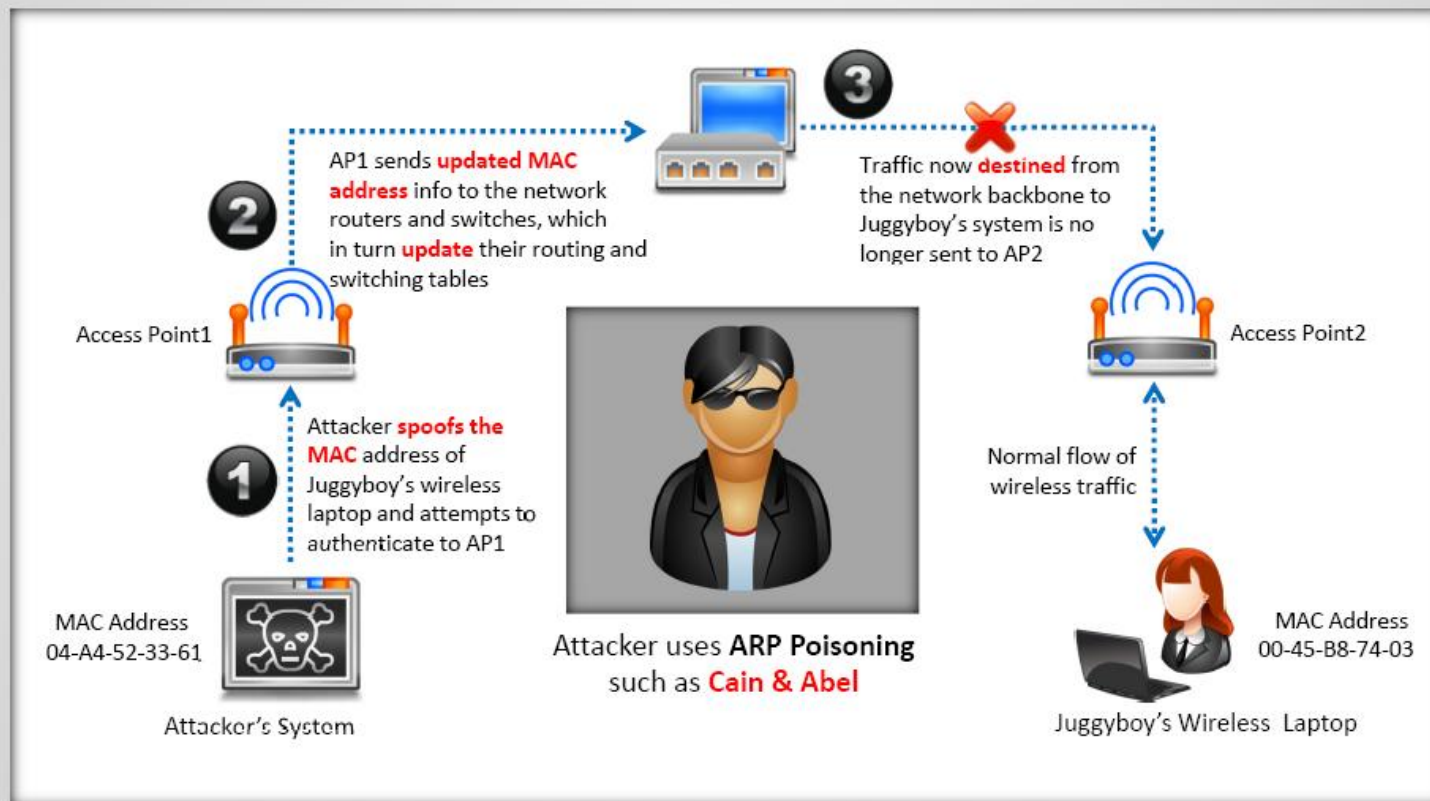 3
AP1 sends updated MAC
address info to the network
routers and switches, which
in turn update their routing and
switching tables
2
Traffic now destined from
the network backbone to
Juggyboy's system is no
longer sent to AP2
Access Point1
Access Point2
Attacker spoofs the
MAC address of
Juggyboy's wireless
laptop and attempts to
authenticate to AP1
1
Normal flow of
wireless traffic
MAC Address
04-A4-52-33-61
Attacker's System
Attacker uses ARP Poisoning
such as Cain & Abel
MAC Address
00-45-B8-74-03
Juggyboy's Wireless Laptop